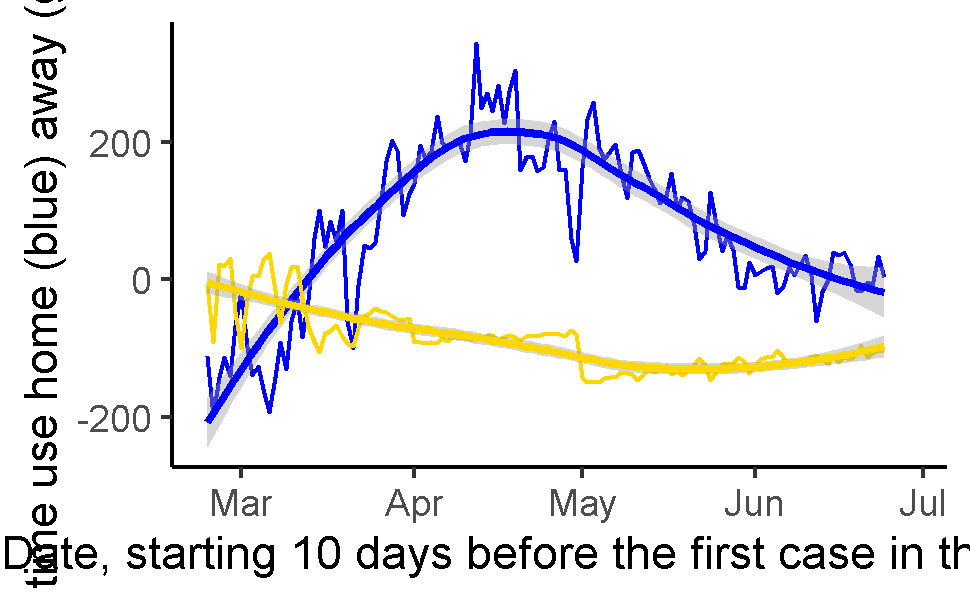 time use home (blue) away (
200
0
-200
Mar Apr May Jun Jul
Date, starting 10 days before the first case in th